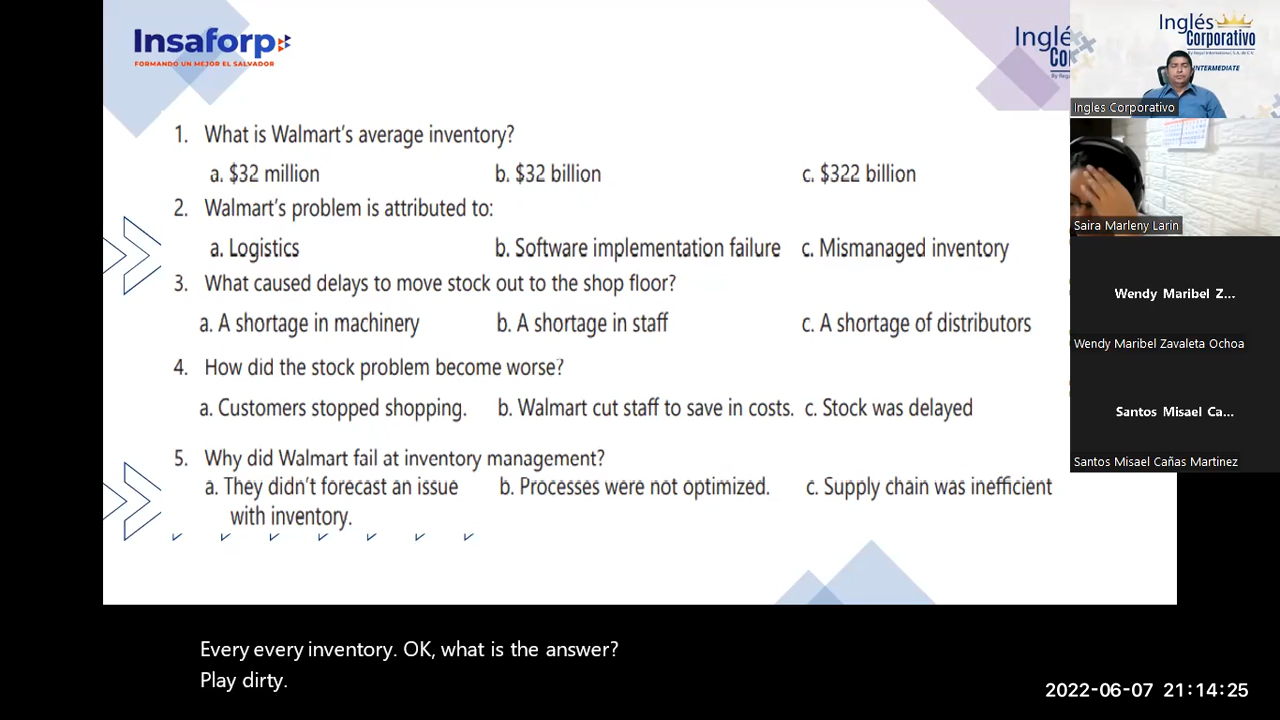 Insaforp
FORMANDO UN MEJOR EL SALVADOR
Inglés
Corporativo
By Regal International, S.A. de C.V.
INTERMEDIATE
Ingles Corporativo
1. What is Walmart's average inventory?
a. $32 million b. $32 billion c. $322 billion
2. Walmart's problem is attributed to:
a. Logistics b. Software implementation failure c. Mismanaged inventory
3. What caused delays to move stock out to the shop floor?
a. A shortage in machinery b. A shortage in staff c. A shortage of distributors
4. How did the stock problem become worse?
a. Customers stopped shopping. b. Walmart cut staff to save in costs. c. Stock was delayed
5. Why did Walmart fail at inventory management?
a. They didn't forecast an issue b. Processes were not optimized. c. Supply chain was inefficient
with inventory.
Saira Marleny Larin
Wendy Maribel Z...
Wendy Maribel Zavaleta Ochoa
Santos Misael Ca...
Santos Misael Cañas Martinez
Every every inventory. OK, what is the answer?
Play dirty.
2022-06-07 21:14:25